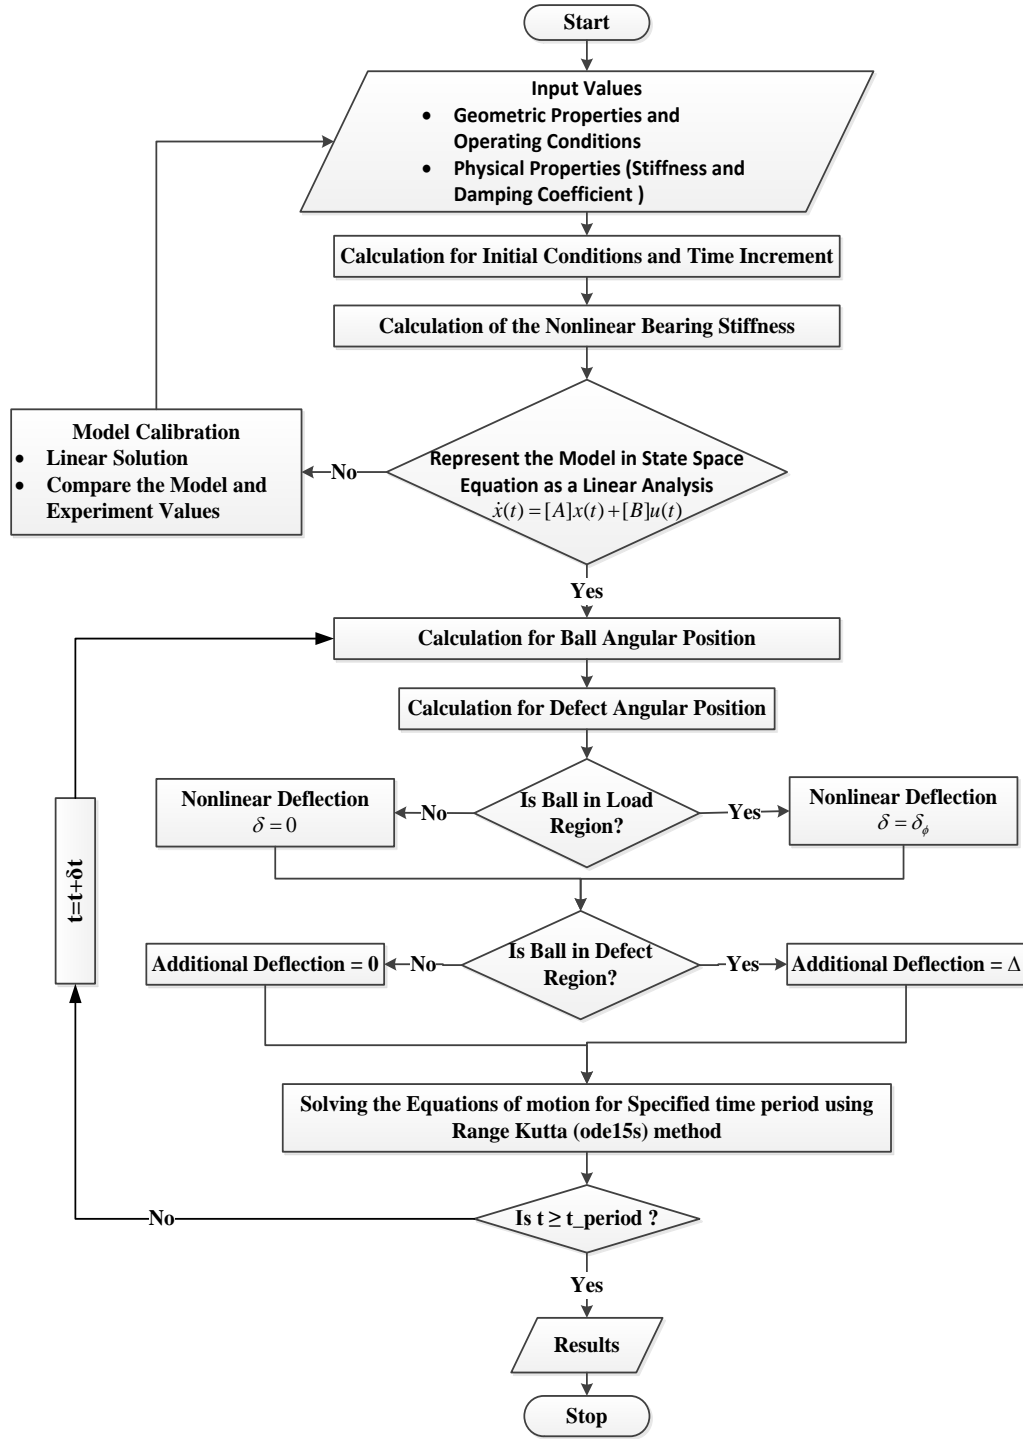 Start
Input Values
• Geometric Properties and
Operating Conditions
• Physical Properties (Stiffness and
Damping Coefficient )
Calculation for Initial Conditions and Time Increment
Calculation of the Nonlinear Bearing Stiffness
Model Calibration
• Linear Solution
• Compare the Model and
Experiment Values
No
Represent the Model in State Space
Equation as a Linear Analysis
ẋ(t) = [A]x(t) + [B]u(t)
Yes
Calculation for Ball Angular Position
Calculation for Defect Angular Position
Nonlinear Deflection
δ = 0
No
Is Ball in Load
Region?
Yes
Nonlinear Deflection
δ = δ_ϕ
t=t+δt
Additional Deflection = 0
No
Is Ball in Defect
Region?
Yes
Additional Deflection = Δ
Solving the Equations of motion for Specified time period using
Range Kutta (ode15s) method
No
Is t ≥ t_period ?
Yes
Results
Stop